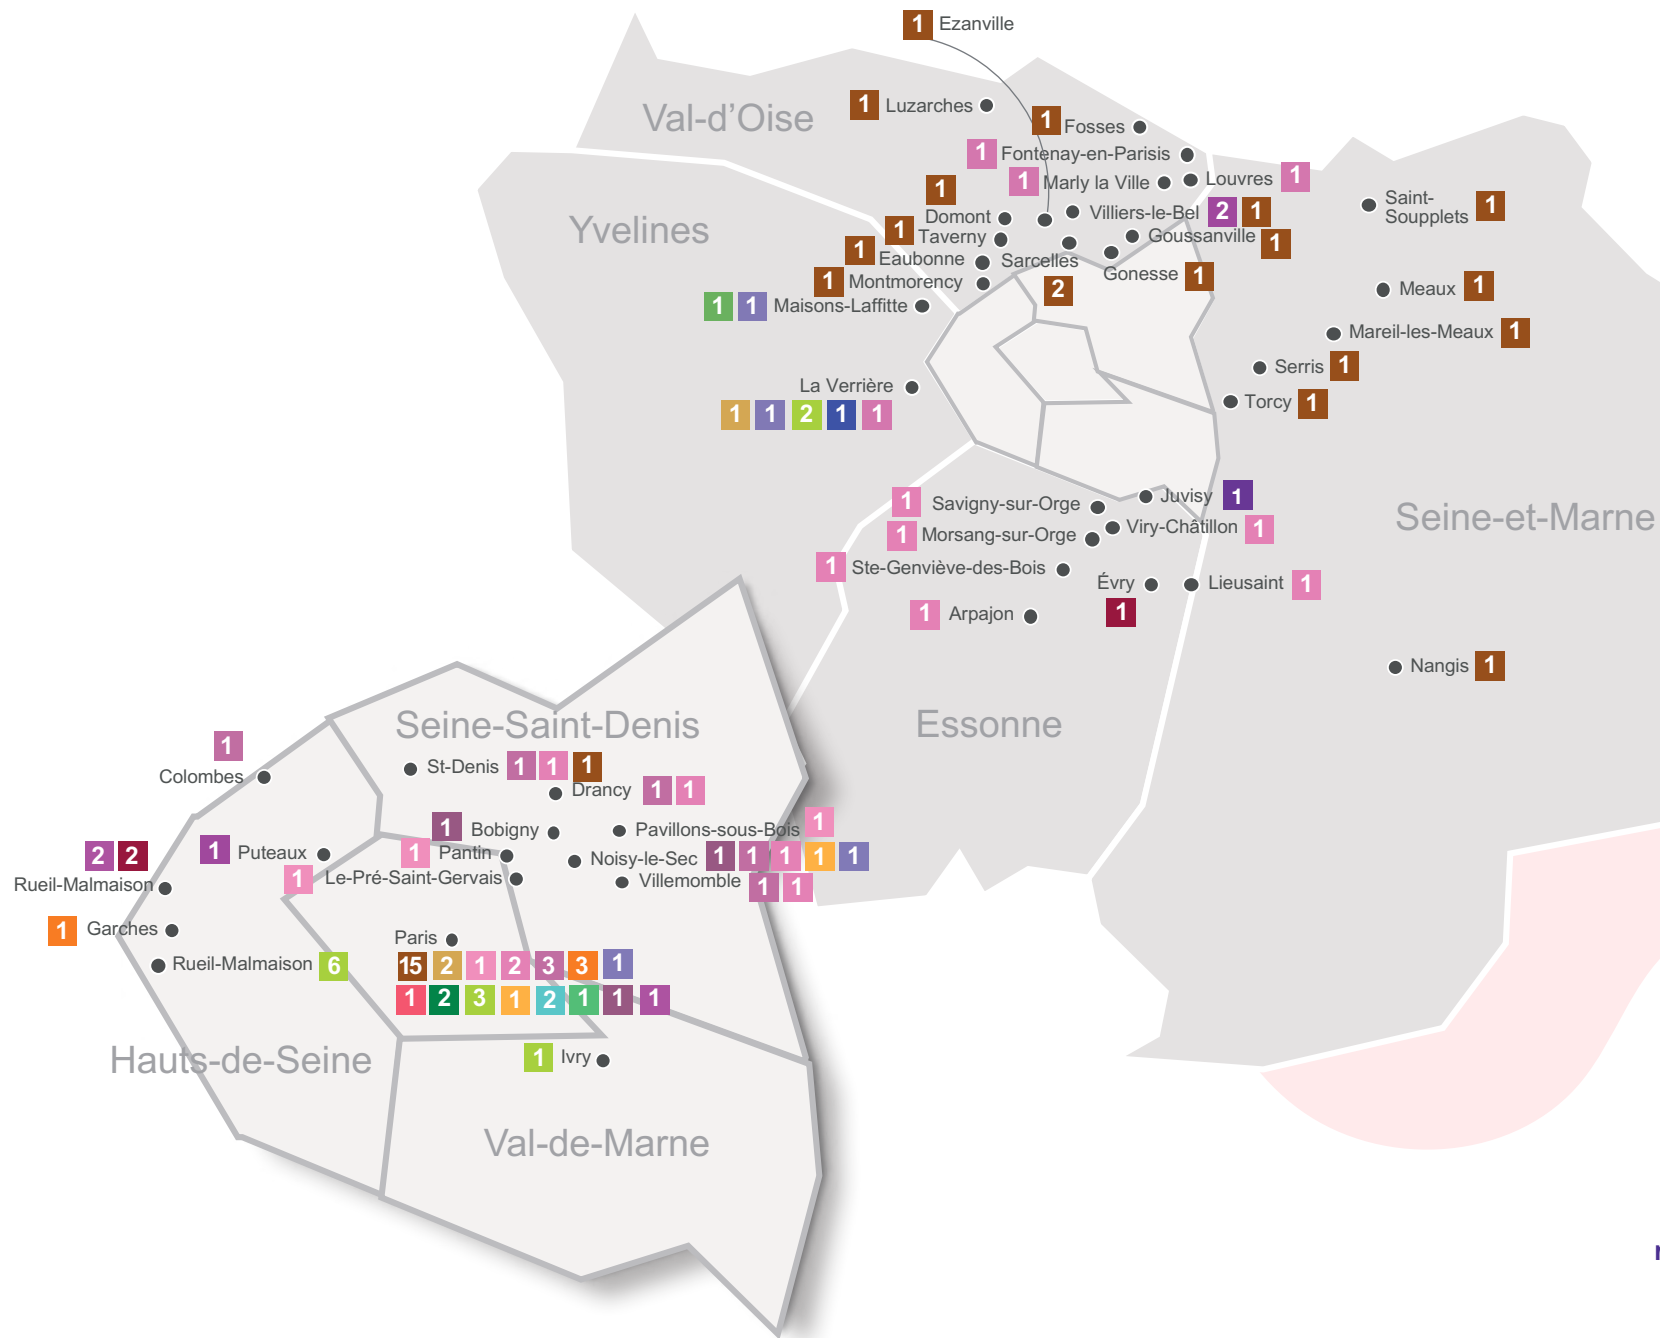 1 Ezanville
Val-d'Oise
1 Luzarches
1 Fosses
1 Fontenay-en-Parisis
1 Marly la Ville
Louvres 1
1
Domont
Villiers-le-Bel 2 1
1 Taverny
Goussanville 1
1 Eaubonne
Sarcelles
2
Gonesse 1
1 Montmorency
1 1 Maisons-Laffitte
Yvelines
La Verrière
1 1 2 1 1
Saint-
Soupplets 1
Meaux 1
Mareil-les-Meaux 1
Serris 1
Torcy 1
Seine-et-Marne
1 Savigny-sur-Orge
Juvisy 1
1 Morsang-sur-Orge
Viry-Châtillon 1
1 Ste-Genviève-des-Bois
Évry
1
Lieusaint 1
1 Arpajon
Nangis 1
Essonne
Seine-Saint-Denis
1
Colombes
St-Denis 1 1 1
Drancy 1 1
1 Bobigny
Pavillons-sous-Bois 1
2 2
Rueil-Malmaison
1 Puteaux
1 Pantin
Noisy-le-Sec 1 1 1 1 1
1 Le-Pré-Saint-Gervais
Villemomble 1 1
1 Garches
Rueil-Malmaison 6
Paris
15 2 1 2 3 3 1
1 2 3 1 2 1 1 1
Hauts-de-Seine
1 Ivry
Val-de-Marne